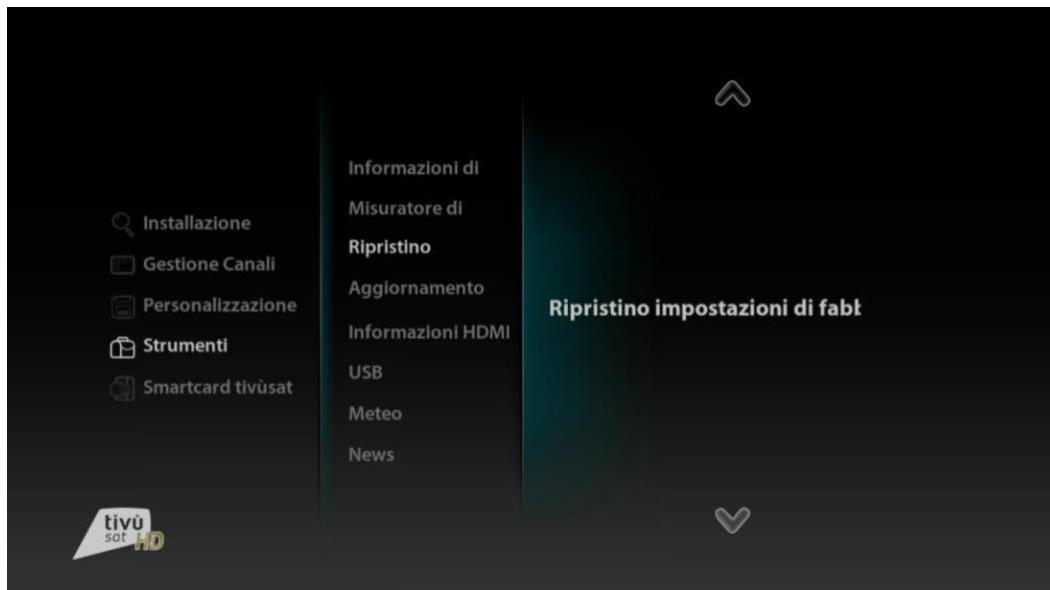 Installazione
Gestione Canali
Personalizzazione
Strumenti
Smartcard tivùsat
Informazioni di
Misuratore di
Ripristino
Aggiornamento
Informazioni HDMI
USB
Meteo
News
Ripristino impostazioni di fabb
tivù
sat HD